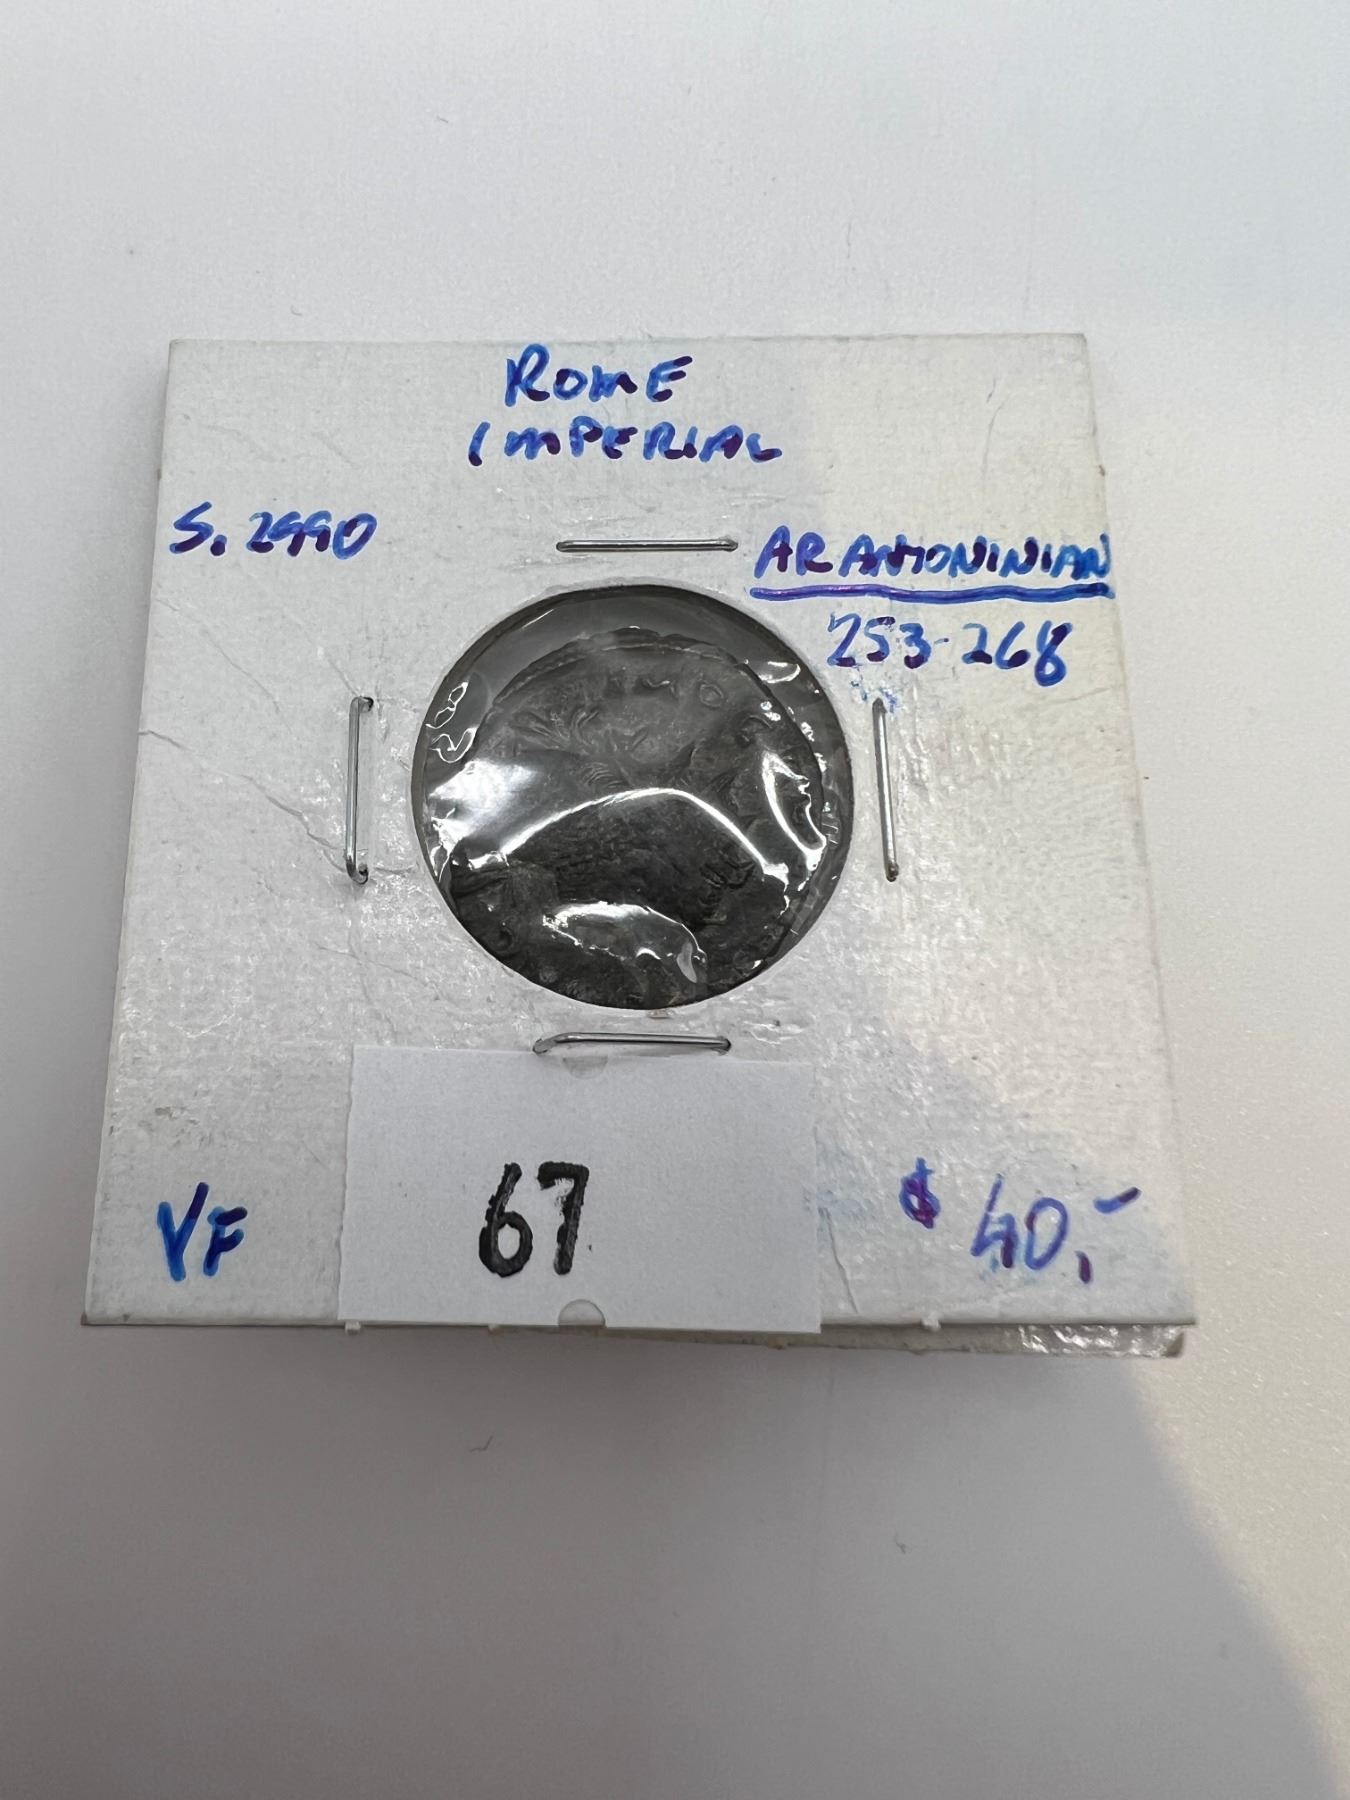 ROME
IMPERIAL
S. 2990
AR ANTONINIAN
253-268
VF
67
$ 40.-